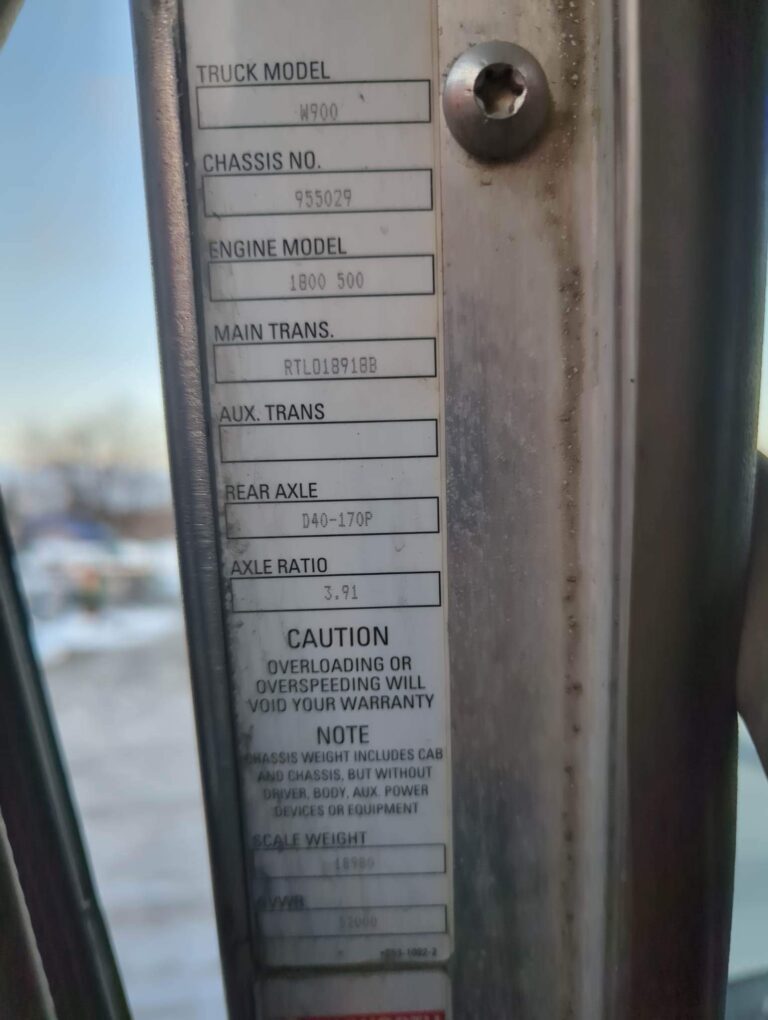 TRUCK MODEL
W900
CHASSIS NO.
955029
ENGINE MODEL
1800 500
MAIN TRANS.
RTLO18918B
AUX. TRANS
REAR AXLE
D40-170P
AXLE RATIO
3.91
CAUTION
OVERLOADING OR
OVERSPEEDING WILL
VOID YOUR WARRANTY
NOTE
CHASSIS WEIGHT INCLUDES CAB
AND CHASSIS, BUT WITHOUT
DRIVER, BODY, AUX. POWER
DEVICES OR EQUIPMENT
SCALE WEIGHT
18980